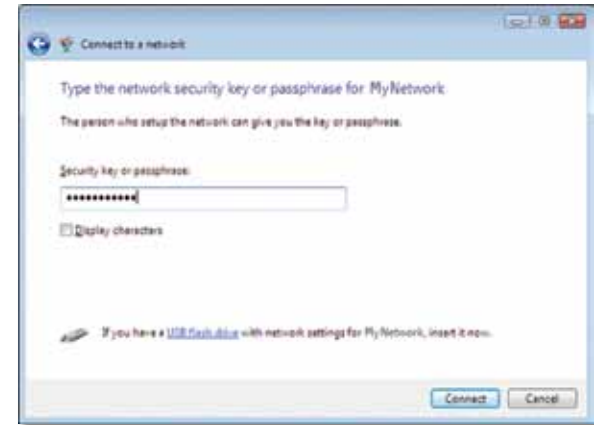 Connect to a network
Type the network security key or passphrase for MyNetwork
The person who setup the network can give you the key or passphrase.
Security key or passphrase:
•••••••••••
Display characters
If you have a USB flash drive with network settings for MyNetwork, insert it now.
Connect Cancel